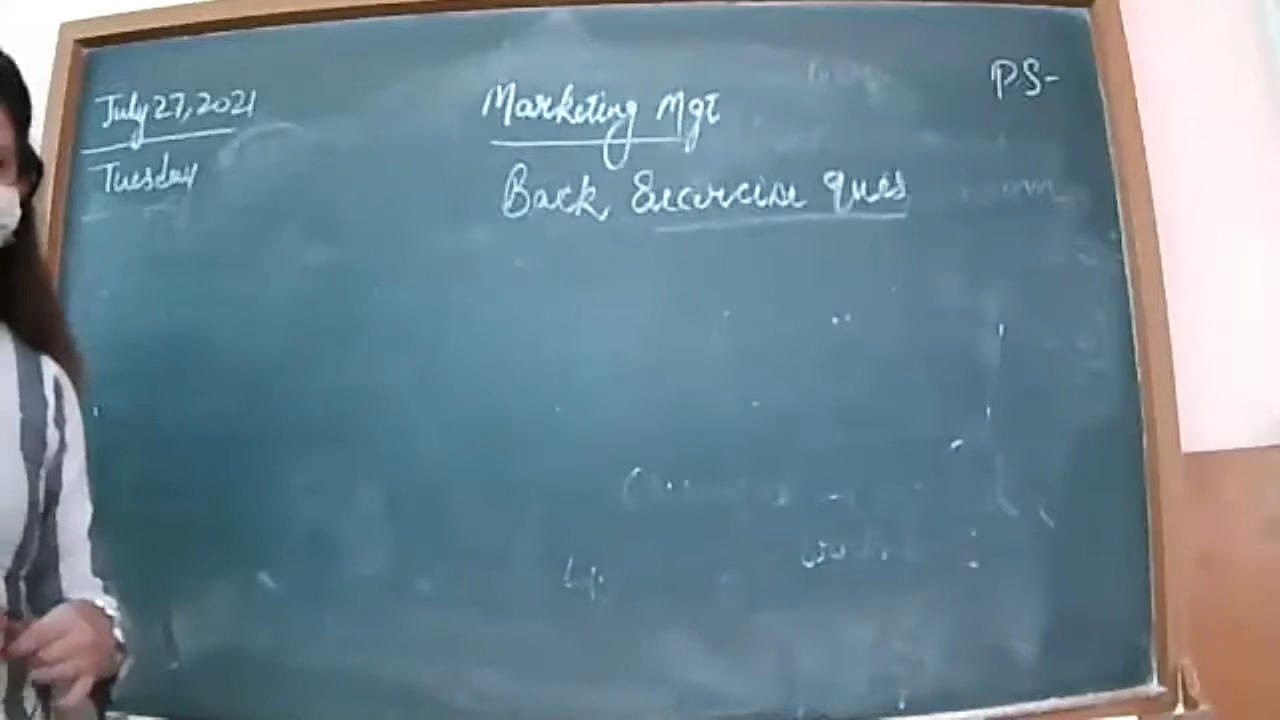 July 27, 2021
Tuesday
Marketing Mgt
Back Excercise Ques
PS-